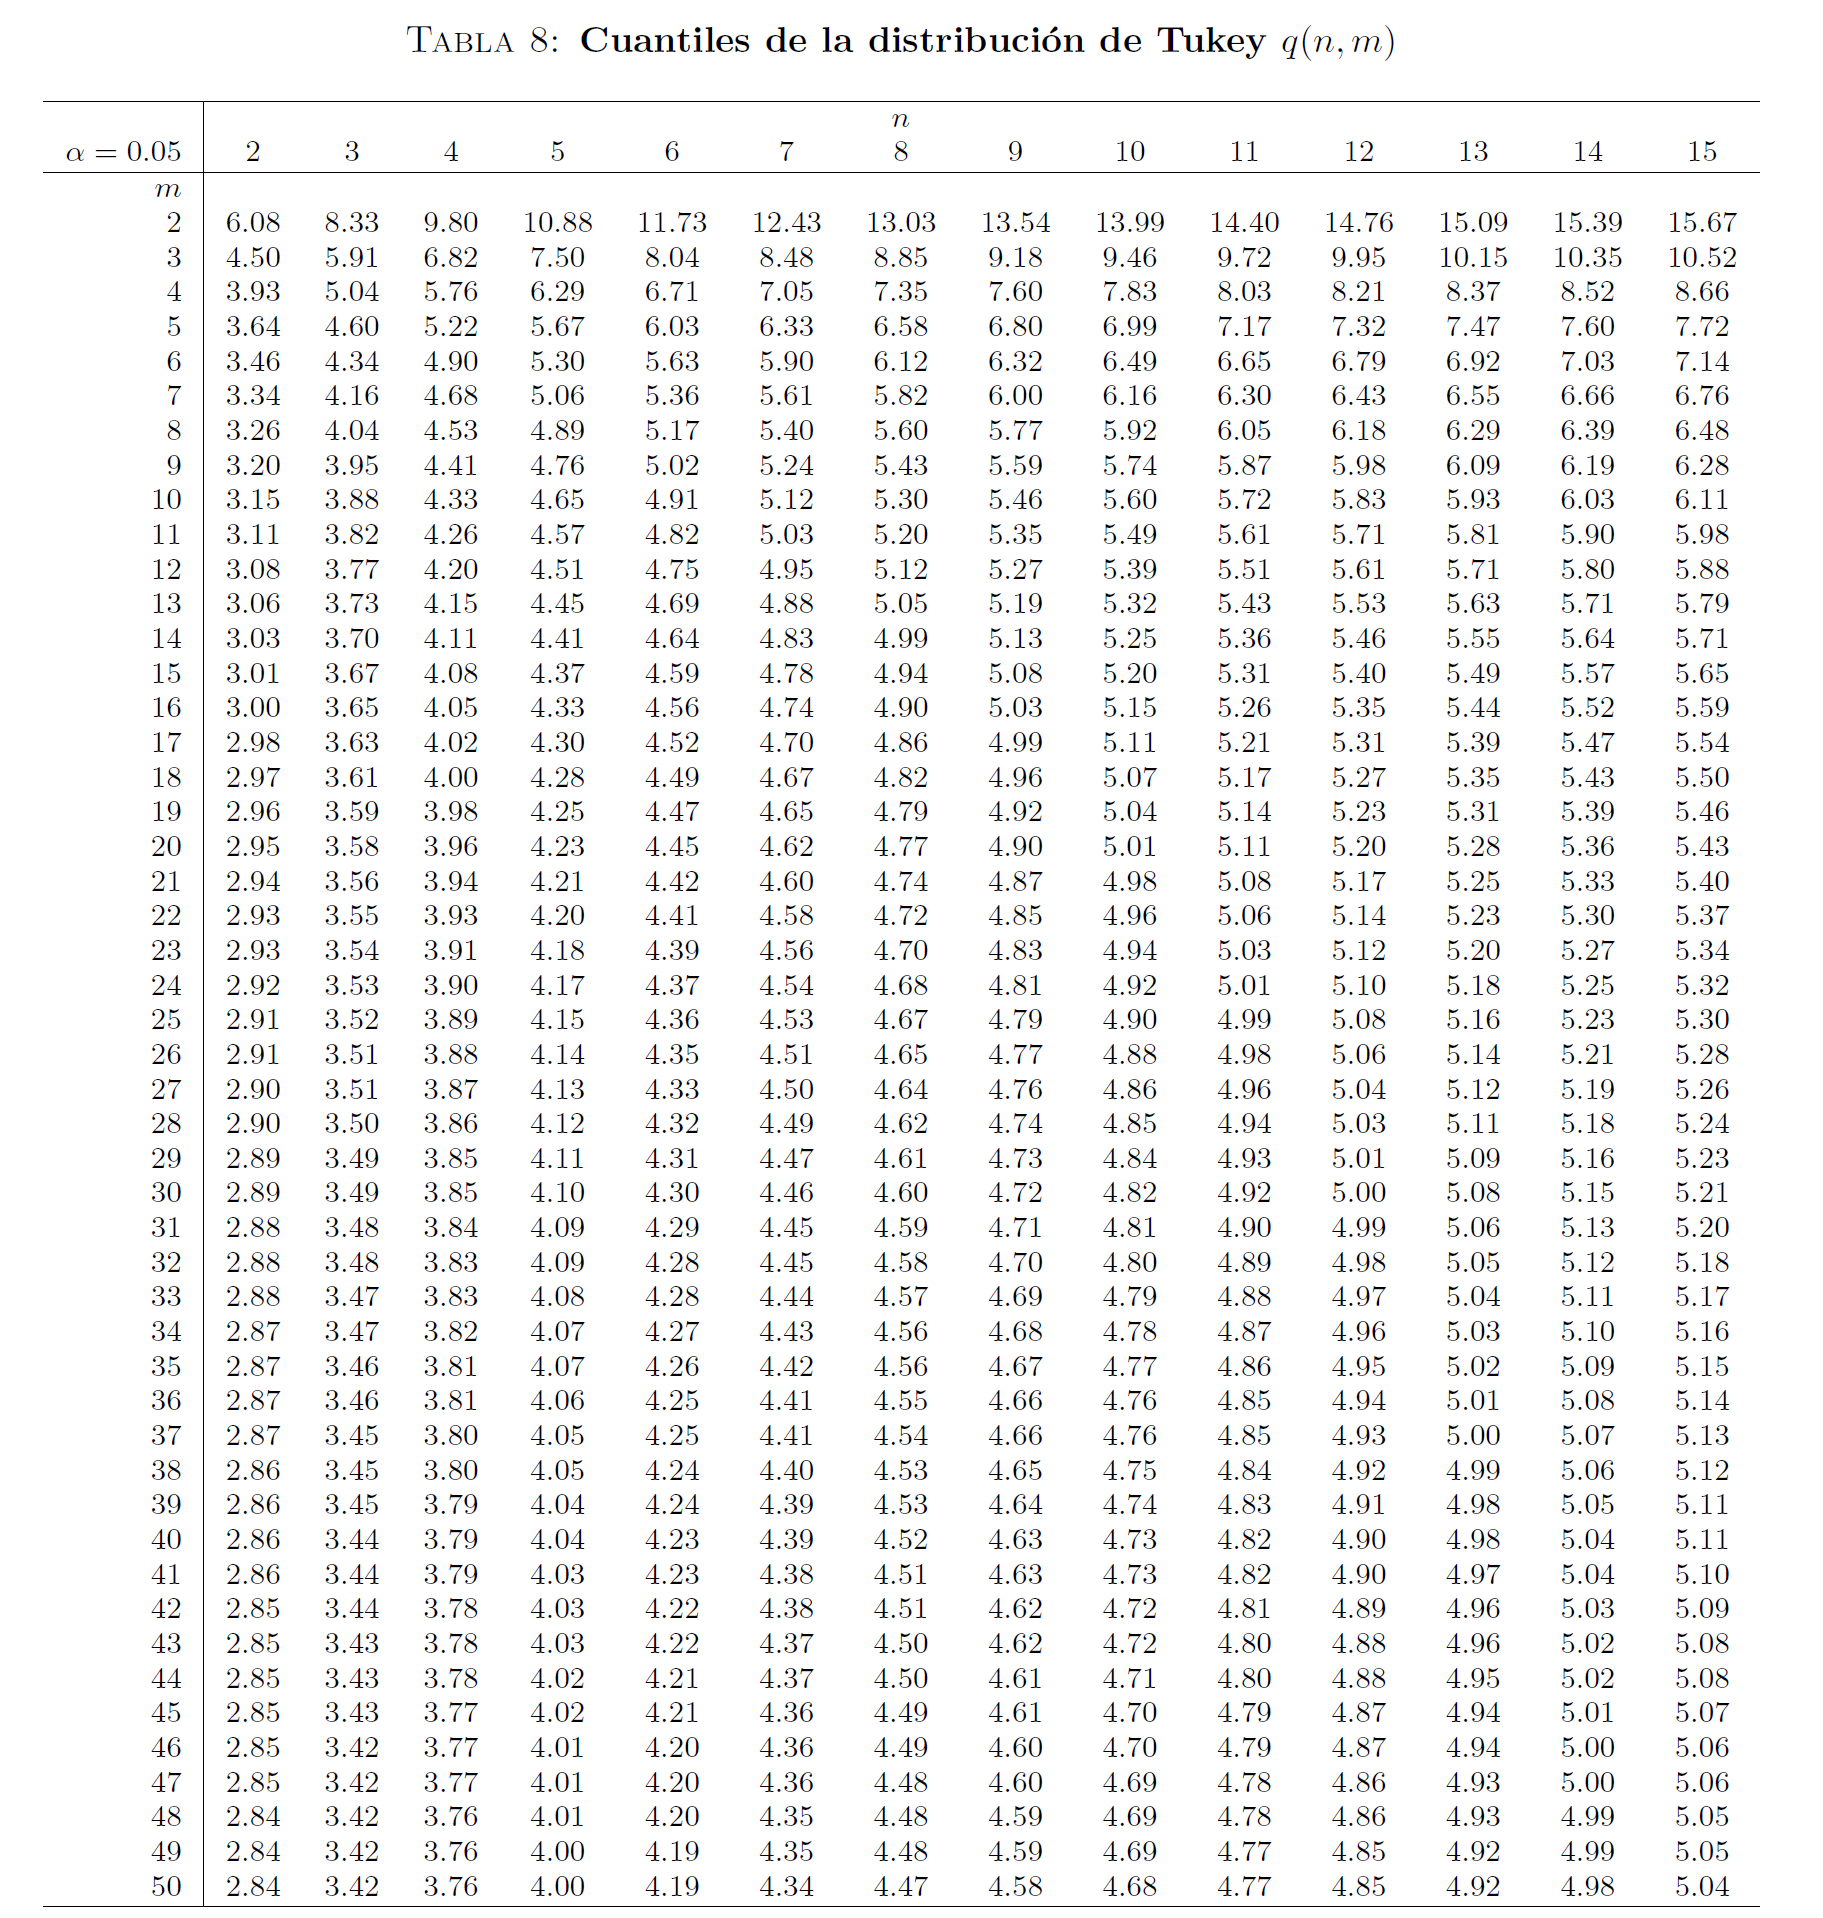 TABLA 8: Cuantiles de la distribución de Tukey q(n, m)
n
α = 0.05 2 3 4 5 6 7 8 9 10 11 12 13 14 15
m
2 6.08 8.33 9.80 10.88 11.73 12.43 13.03 13.54 13.99 14.40 14.76 15.09 15.39 15.67
3 4.50 5.91 6.82 7.50 8.04 8.48 8.85 9.18 9.46 9.72 9.95 10.15 10.35 10.52
4 3.93 5.04 5.76 6.29 6.71 7.05 7.35 7.60 7.83 8.03 8.21 8.37 8.52 8.66
5 3.64 4.60 5.22 5.67 6.03 6.33 6.58 6.80 6.99 7.17 7.32 7.47 7.60 7.72
6 3.46 4.34 4.90 5.30 5.63 5.90 6.12 6.32 6.49 6.65 6.79 6.92 7.03 7.14
7 3.34 4.16 4.68 5.06 5.36 5.61 5.82 6.00 6.16 6.30 6.43 6.55 6.66 6.76
8 3.26 4.04 4.53 4.89 5.17 5.40 5.60 5.77 5.92 6.05 6.18 6.29 6.39 6.48
9 3.20 3.95 4.41 4.76 5.02 5.24 5.43 5.59 5.74 5.87 5.98 6.09 6.19 6.28
10 3.15 3.88 4.33 4.65 4.91 5.12 5.30 5.46 5.60 5.72 5.83 5.93 6.03 6.11
11 3.11 3.82 4.26 4.57 4.82 5.03 5.20 5.35 5.49 5.61 5.71 5.81 5.90 5.98
12 3.08 3.77 4.20 4.51 4.75 4.95 5.12 5.27 5.39 5.51 5.61 5.71 5.80 5.88
13 3.06 3.73 4.15 4.45 4.69 4.88 5.05 5.19 5.32 5.43 5.53 5.63 5.71 5.79
14 3.03 3.70 4.11 4.41 4.64 4.83 4.99 5.13 5.25 5.36 5.46 5.55 5.64 5.71
15 3.01 3.67 4.08 4.37 4.59 4.78 4.94 5.08 5.20 5.31 5.40 5.49 5.57 5.65
16 3.00 3.65 4.05 4.33 4.56 4.74 4.90 5.03 5.15 5.26 5.35 5.44 5.52 5.59
17 2.98 3.63 4.02 4.30 4.52 4.70 4.86 4.99 5.11 5.21 5.31 5.39 5.47 5.54
18 2.97 3.61 4.00 4.28 4.49 4.67 4.82 4.96 5.07 5.17 5.27 5.35 5.43 5.50
19 2.96 3.59 3.98 4.25 4.47 4.65 4.79 4.92 5.04 5.14 5.23 5.31 5.39 5.46
20 2.95 3.58 3.96 4.23 4.45 4.62 4.77 4.90 5.01 5.11 5.20 5.28 5.36 5.43
21 2.94 3.56 3.94 4.21 4.42 4.60 4.74 4.87 4.98 5.08 5.17 5.25 5.33 5.40
22 2.93 3.55 3.93 4.20 4.41 4.58 4.72 4.85 4.96 5.06 5.14 5.23 5.30 5.37
23 2.93 3.54 3.91 4.18 4.39 4.56 4.70 4.83 4.94 5.03 5.12 5.20 5.27 5.34
24 2.92 3.53 3.90 4.17 4.37 4.54 4.68 4.81 4.92 5.01 5.10 5.18 5.25 5.32
25 2.91 3.52 3.89 4.15 4.36 4.53 4.67 4.79 4.90 4.99 5.08 5.16 5.23 5.30
26 2.91 3.51 3.88 4.14 4.35 4.51 4.65 4.77 4.88 4.98 5.06 5.14 5.21 5.28
27 2.90 3.51 3.87 4.13 4.33 4.50 4.64 4.76 4.86 4.96 5.04 5.12 5.19 5.26
28 2.90 3.50 3.86 4.12 4.32 4.49 4.62 4.74 4.85 4.94 5.03 5.11 5.18 5.24
29 2.89 3.49 3.85 4.11 4.31 4.47 4.61 4.73 4.84 4.93 5.01 5.09 5.16 5.23
30 2.89 3.49 3.85 4.10 4.30 4.46 4.60 4.72 4.82 4.92 5.00 5.08 5.15 5.21
31 2.88 3.48 3.84 4.09 4.29 4.45 4.59 4.71 4.81 4.90 4.99 5.06 5.13 5.20
32 2.88 3.48 3.83 4.09 4.28 4.45 4.58 4.70 4.80 4.89 4.98 5.05 5.12 5.18
33 2.88 3.47 3.83 4.08 4.28 4.44 4.57 4.69 4.79 4.88 4.97 5.04 5.11 5.17
34 2.87 3.47 3.82 4.07 4.27 4.43 4.56 4.68 4.78 4.87 4.96 5.03 5.10 5.16
35 2.87 3.46 3.81 4.07 4.26 4.42 4.56 4.67 4.77 4.86 4.95 5.02 5.09 5.15
36 2.87 3.46 3.81 4.06 4.25 4.41 4.55 4.66 4.76 4.85 4.94 5.01 5.08 5.14
37 2.87 3.45 3.80 4.05 4.25 4.41 4.54 4.66 4.76 4.85 4.93 5.00 5.07 5.13
38 2.86 3.45 3.80 4.05 4.24 4.40 4.53 4.65 4.75 4.84 4.92 4.99 5.06 5.12
39 2.86 3.45 3.79 4.04 4.24 4.39 4.53 4.64 4.74 4.83 4.91 4.98 5.05 5.11
40 2.86 3.44 3.79 4.04 4.23 4.39 4.52 4.63 4.73 4.82 4.90 4.98 5.04 5.11
41 2.86 3.44 3.79 4.03 4.23 4.38 4.51 4.63 4.73 4.82 4.90 4.97 5.04 5.10
42 2.85 3.44 3.78 4.03 4.22 4.38 4.51 4.62 4.72 4.81 4.89 4.96 5.03 5.09
43 2.85 3.43 3.78 4.03 4.22 4.37 4.50 4.62 4.72 4.80 4.88 4.96 5.02 5.08
44 2.85 3.43 3.78 4.02 4.21 4.37 4.50 4.61 4.71 4.80 4.88 4.95 5.02 5.08
45 2.85 3.43 3.77 4.02 4.21 4.36 4.49 4.61 4.70 4.79 4.87 4.94 5.01 5.07
46 2.85 3.42 3.77 4.01 4.20 4.36 4.49 4.60 4.70 4.79 4.87 4.94 5.00 5.06
47 2.85 3.42 3.77 4.01 4.20 4.36 4.48 4.60 4.69 4.78 4.86 4.93 5.00 5.06
48 2.84 3.42 3.76 4.01 4.20 4.35 4.48 4.59 4.69 4.78 4.86 4.93 4.99 5.05
49 2.84 3.42 3.76 4.00 4.19 4.35 4.48 4.59 4.69 4.77 4.85 4.92 4.99 5.05
50 2.84 3.42 3.76 4.00 4.19 4.34 4.47 4.58 4.68 4.77 4.85 4.92 4.98 5.04